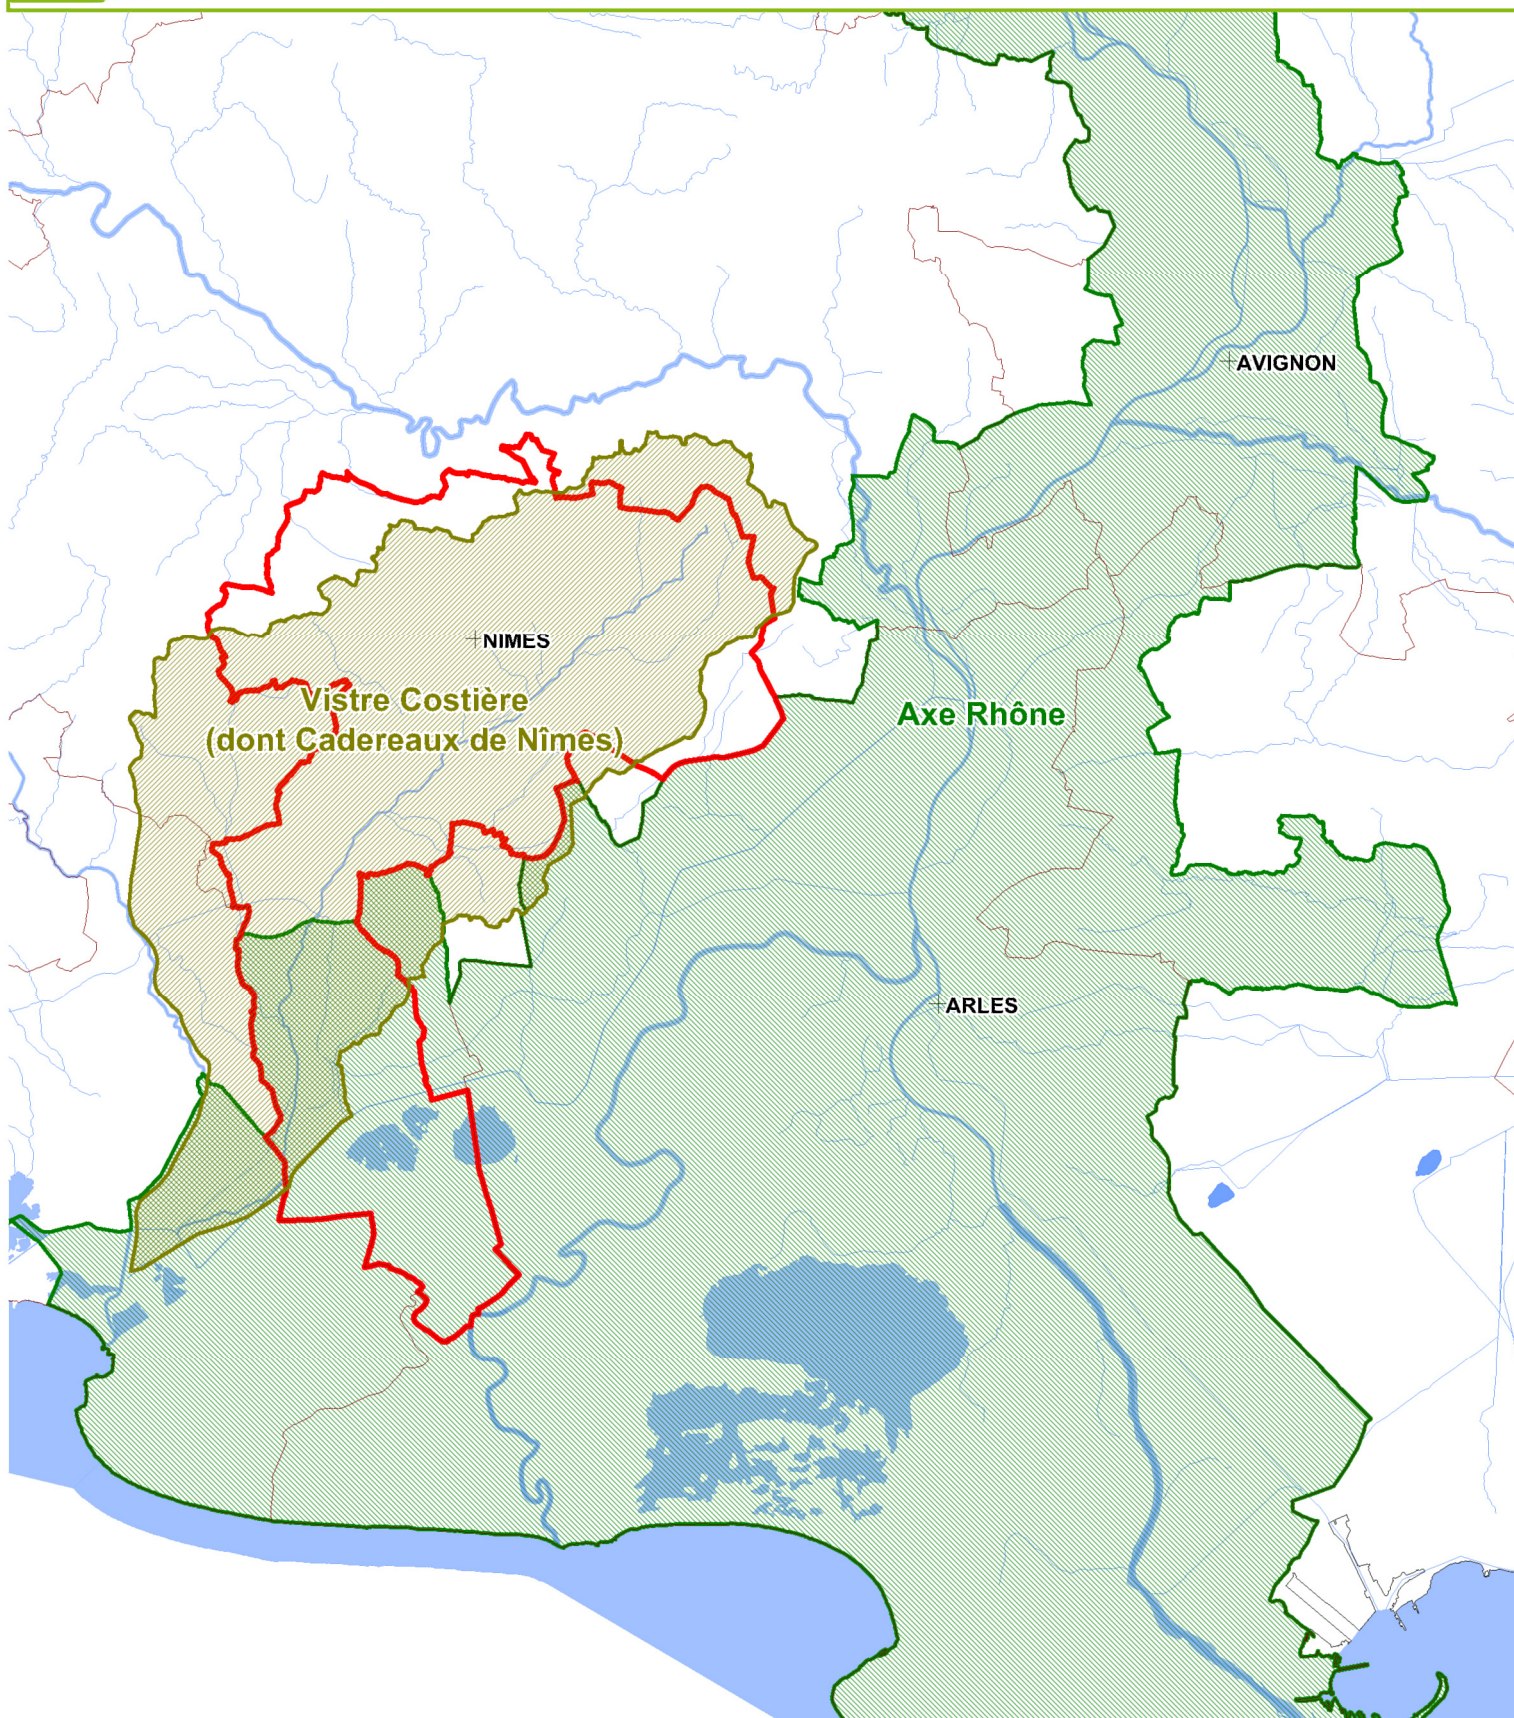 AVIGNON
NIMES
Vistre Costière
(dont Cadereaux de Nîmes)
Axe Rhône
ARLES